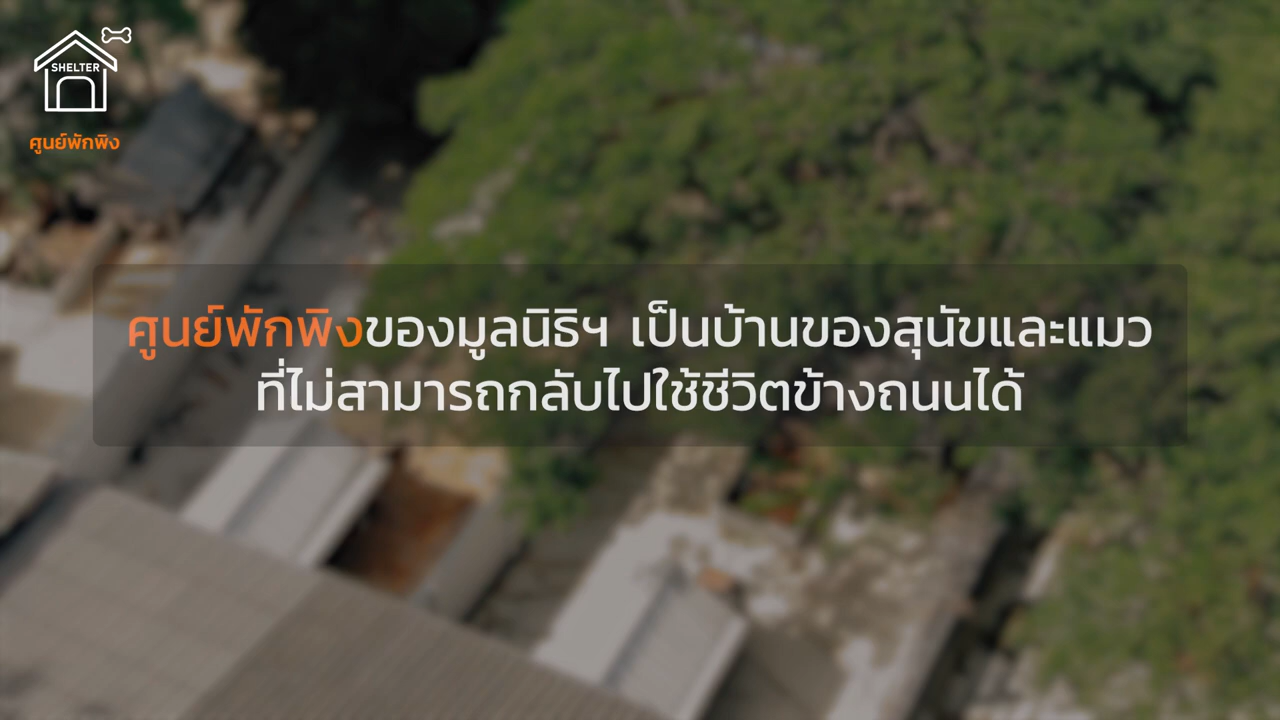 SHELTER
ศูนย์พักพิง
ศูนย์พักพิงของมูลนิธิฯ เป็นบ้านของสุนัขและแมว
ที่ไม่สามารถกลับไปใช้ชีวิตข้างถนนได้